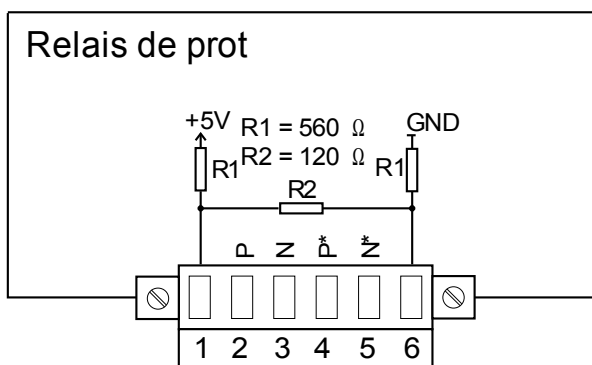 Relais de prot
+5V R1 = 560 Ω GND
R1 R2 = 120 Ω R1
R2
P N P* N*
1 2 3 4 5 6